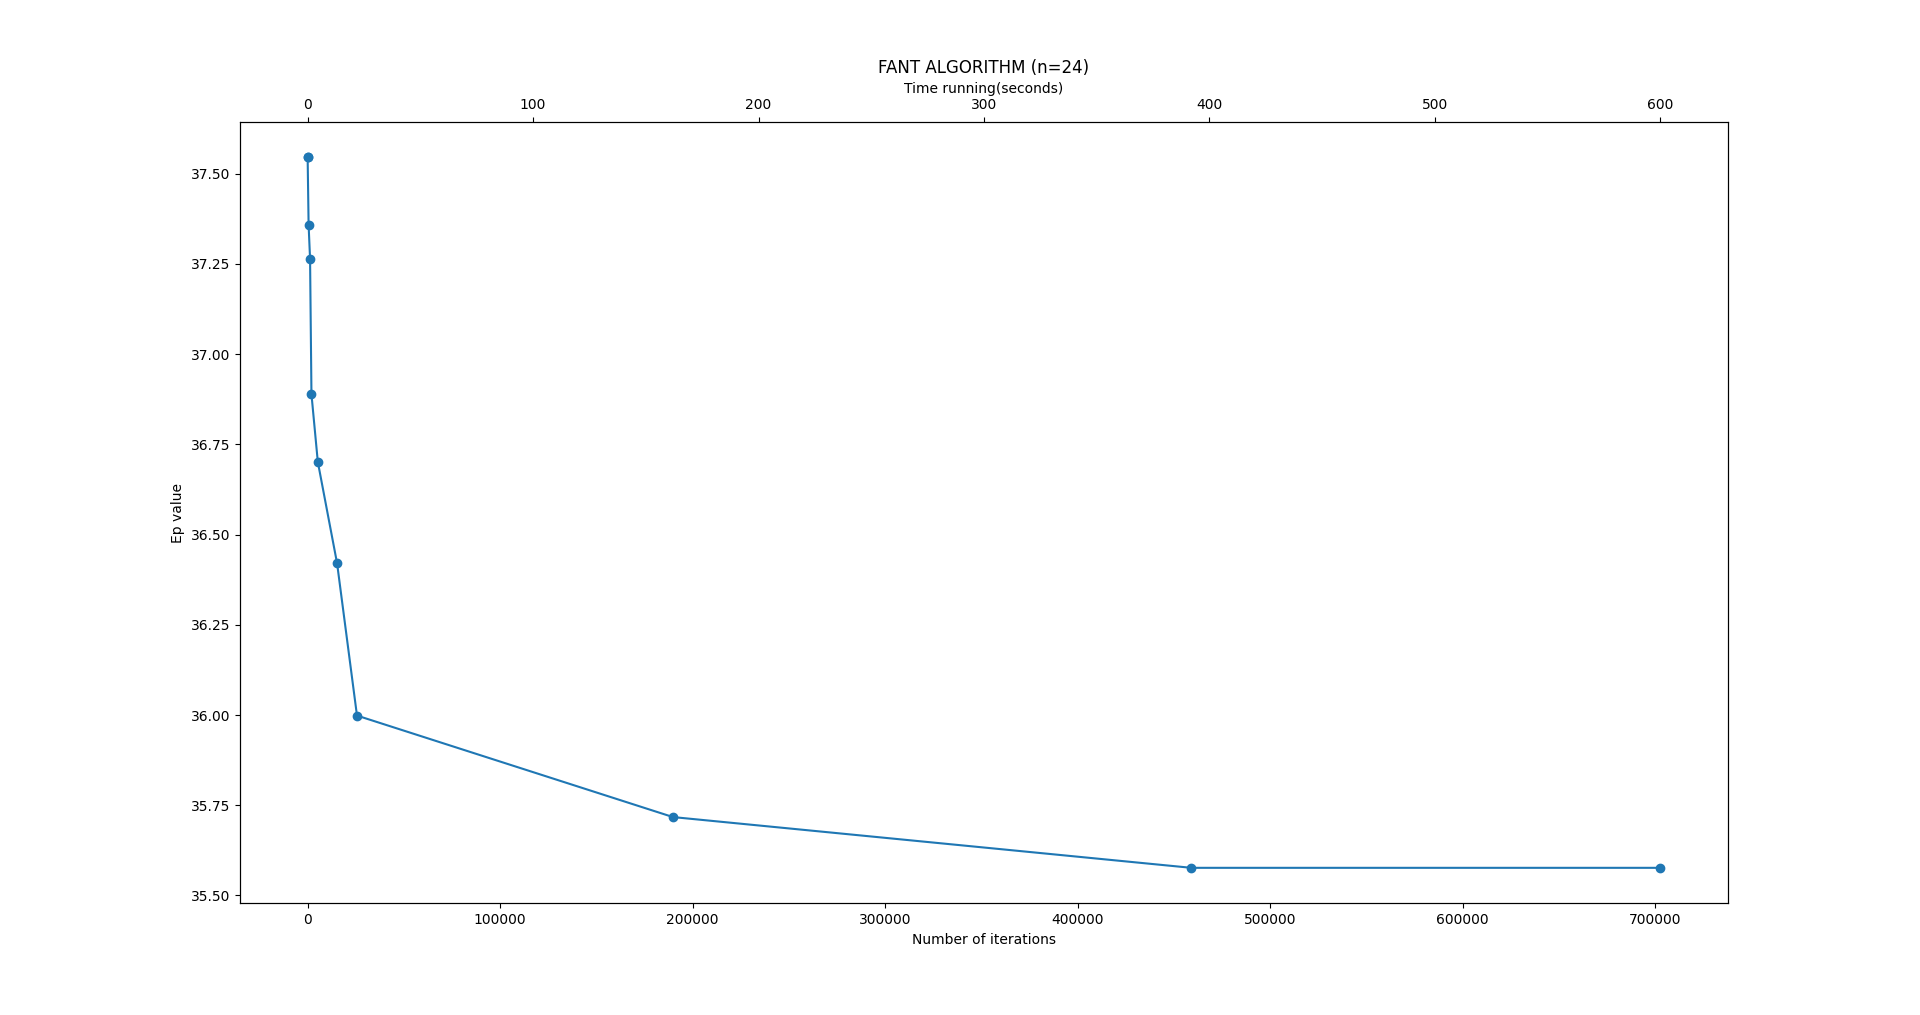 FANT ALGORITHM (n=24)
Time running(seconds)
0 100 200 300 400 500 600
37.50
37.25
37.00
36.75
36.50
36.25
36.00
35.75
35.50
Ep value
0 100000 200000 300000 400000 500000 600000 700000
Number of iterations